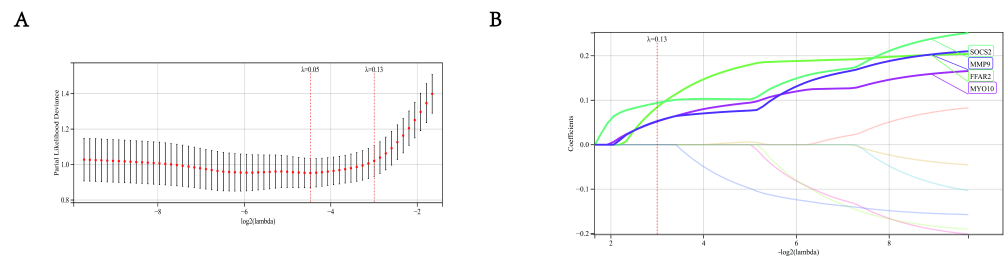 A
B
λ=0.05
λ=0.13
1.4
1.2
1.0
0.8
Partial Likelihood Deviance
−8
−6
−4
−2
log2(lambda)
λ=0.13
0.2
0.1
0.0
−0.1
−0.2
Coefficients
SOCS2
MMP9
FFAR2
MYO10
2
4
6
8
-log2(lambda)